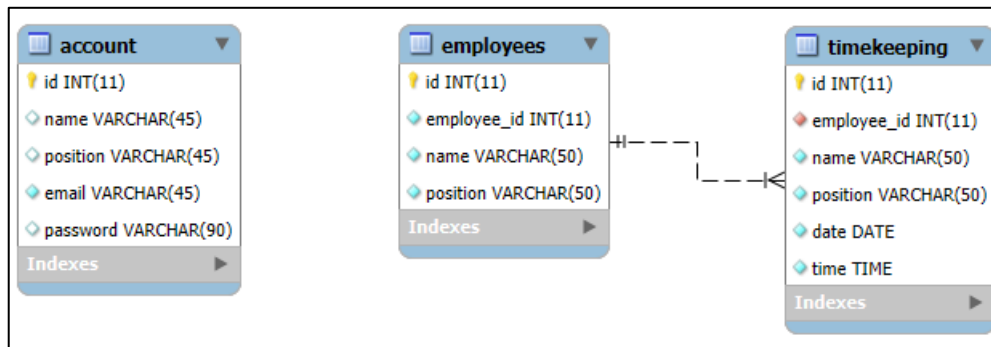 account
id INT(11)
name VARCHAR(45)
position VARCHAR(45)
email VARCHAR(45)
password VARCHAR(90)
Indexes
employees
id INT(11)
employee_id INT(11)
name VARCHAR(50)
position VARCHAR(50)
Indexes
timekeeping
id INT(11)
employee_id INT(11)
name VARCHAR(50)
position VARCHAR(50)
date DATE
time TIME
Indexes